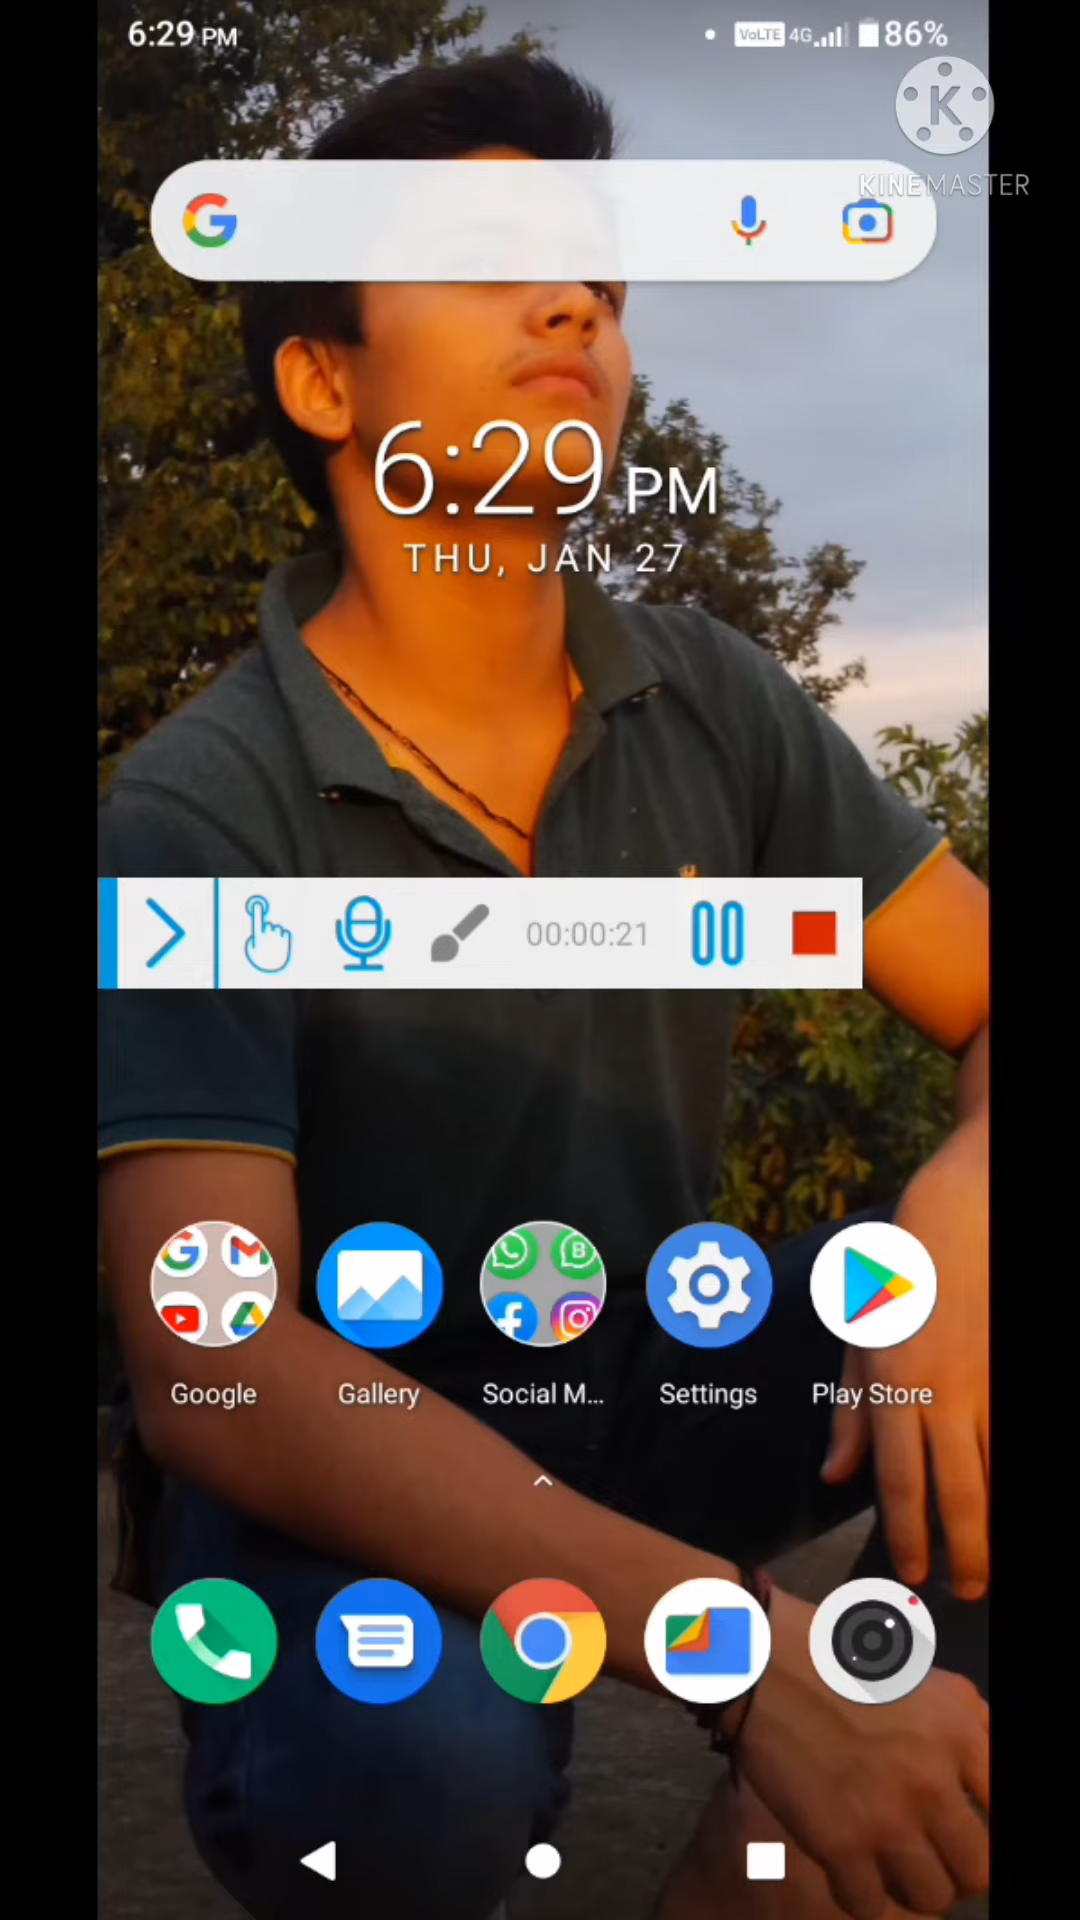 6:29 PM
VoLTE 4G 86%
K
KINEMASTER
6:29 PM
THU, JAN 27
00:00:21
Google
Gallery
Social M...
Settings
Play Store